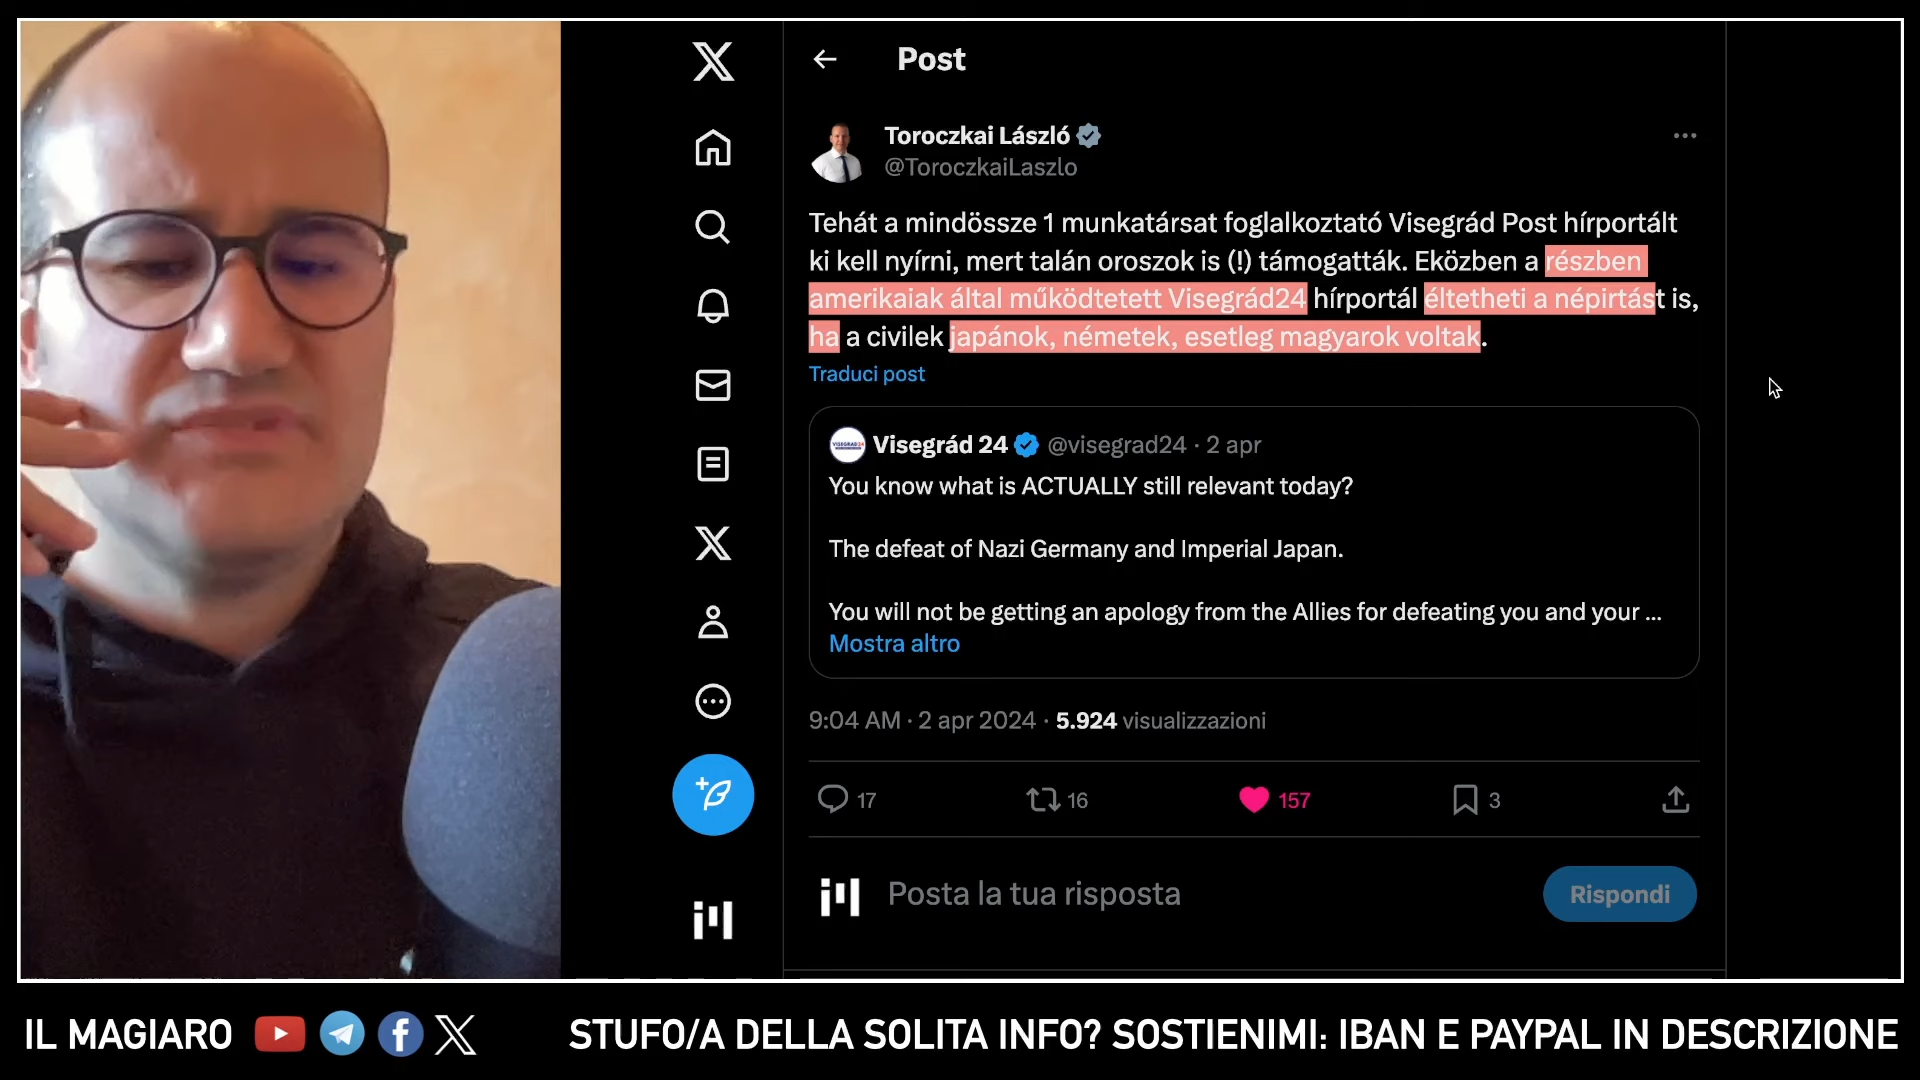 Post
Toroczkai László
@ToroczkaiLaszlo
Tehát a mindössze 1 munkatársat foglalkoztató Visegrád Post hírportált
ki kell nyírni, mert talán oroszok is (!) támogatták. Eközben a részben
amerikaiak által működtetett Visegrád24 hírportál éltetheti a népirtást is,
ha a civilek japánok, németek, esetleg magyarok voltak.
Traduci post
Visegrád 24 @visegrad24 · 2 apr
You know what is ACTUALLY still relevant today?
The defeat of Nazi Germany and Imperial Japan.
You will not be getting an apology from the Allies for defeating you and your ...
Mostra altro
9:04 AM · 2 apr 2024 · 5.924 visualizzazioni
17 16 157 3
Posta la tua risposta
Rispondi
IL MAGIARO
STUFO/A DELLA SOLITA INFO? SOSTIENIMI: IBAN E PAYPAL IN DESCRIZIONE